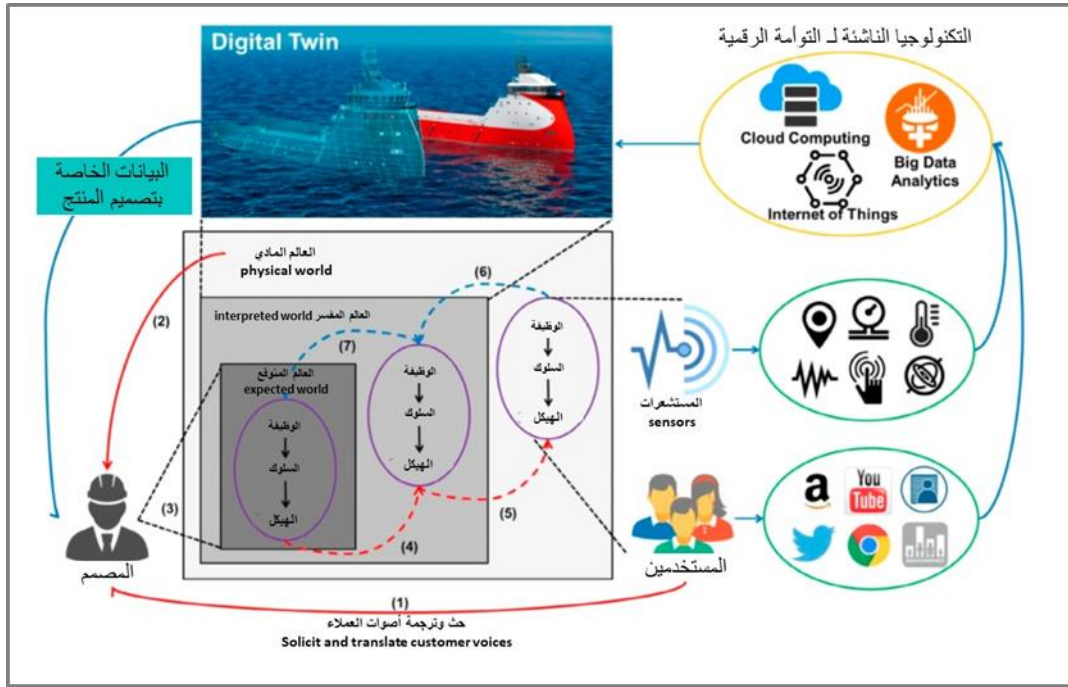 Digital Twin
التكنولوجيا الناشئة لـ التوأمة الرقمية
Cloud Computing
Big Data
Analytics
Internet of Things
البيانات الخاصة
بتصميم المنتج
العالم المادي
physical world
(2)
(6)
العالم المفسر interpreted world
(7)
العالم المتوقع
expected world
الوظيفة
السلوك
الهيكل
الوظيفة
السلوك
الهيكل
الوظيفة
السلوك
الهيكل
(3)
(4)
(5)
المستشعرات
sensors
a
You
Tube
المصمم
المستخدمين
(1)
حث وترجمة أصوات العملاء
Solicit and translate customer voices